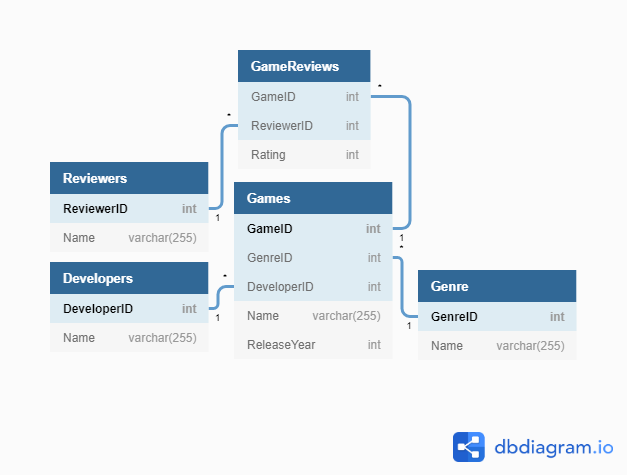 GameReviews
GameID int
*
ReviewerID int
*
Rating int
Reviewers
ReviewerID int
1
Name varchar(255)
Games
GameID int
1
GenreID int
*
DeveloperID int
*
Name varchar(255)
ReleaseYear int
Developers
DeveloperID int
1
Name varchar(255)
Genre
GenreID int
1
Name varchar(255)
dbdiagram.io